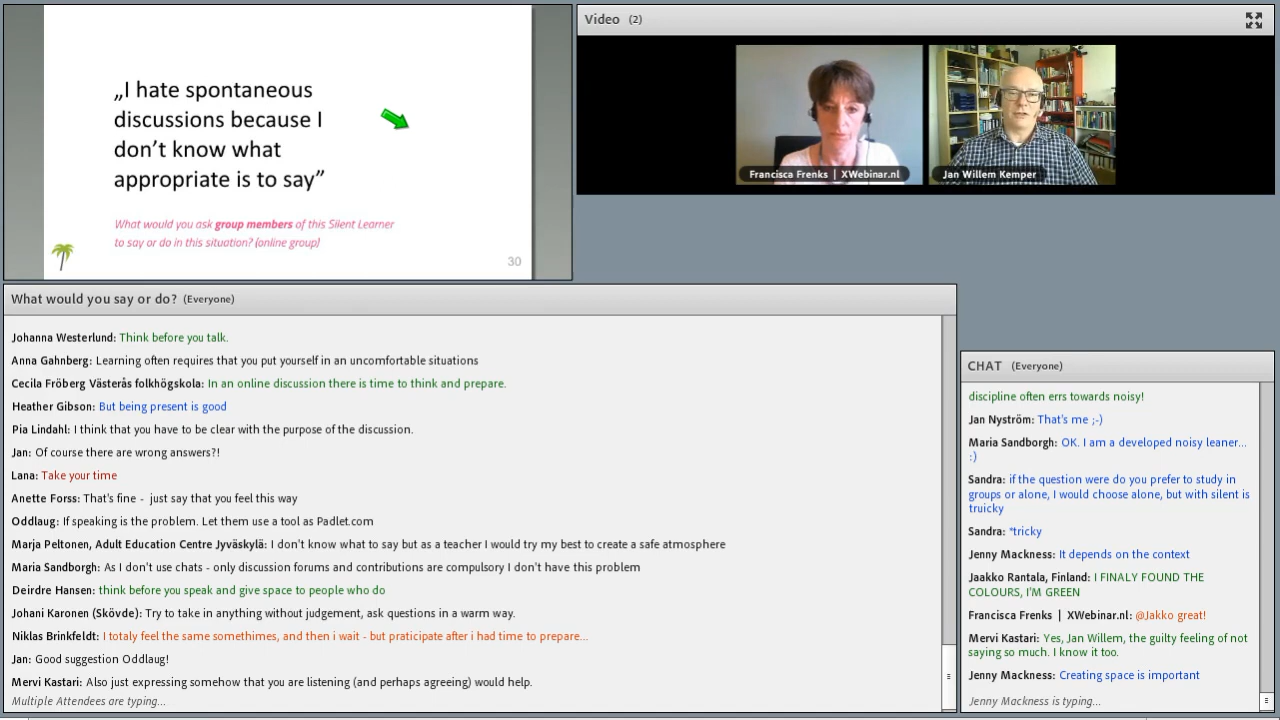 „I hate spontaneous
discussions because I
don't know what
appropriate is to say”
What would you ask group members of this Silent Learner
to say or do in this situation? (online group)
30
Video (2)
Francisca Frenks | XWebinar.nl
Jan Willem Kemper
What would you say or do? (Everyone)
Johanna Westerlund: Think before you talk.
Anna Gahnberg: Learning often requires that you put yourself in an uncomfortable situations
Cecila Fröberg Västerås folkhögskola: In an online discussion there is time to think and prepare.
Heather Gibson: But being present is good
Pia Lindahl: I think that you have to be clear with the purpose of the discussion.
Jan: Of course there are wrong answers?!
Lana: Take your time
Anette Forss: That's fine - just say that you feel this way
Oddlaug: If speaking is the problem. Let them use a tool as Padlet.com
Marja Peltonen, Adult Education Centre Jyväskylä: I don't know what to say but as a teacher I would try my best to create a safe atmosphere
Maria Sandborgh: As I don't use chats - only discussion forums and contributions are compulsory I don't have this problem
Deirdre Hansen: think before you speak and give space to people who do
Johani Karonen (Skövde): Try to take in anything without judgement, ask questions in a warm way.
Niklas Brinkfeldt: I totaly feel the same somethimes, and then i wait - but praticipate after i had time to prepare...
Jan: Good suggestion Oddlaug!
Mervi Kastari: Also just expressing somehow that you are listening (and perhaps agreeing) would help.
Multiple Attendees are typing...
CHAT (Everyone)
discipline often errs towards noisy!
Jan Nyström: That's me ;-)
Maria Sandborgh: OK. I am a developed noisy leaner...
:)
Sandra: if the question were do you prefer to study in
groups or alone, I would choose alone, but with silent is
truicky
Sandra: *tricky
Jenny Mackness: It depends on the context
Jaakko Rantala, Finland: I FINALY FOUND THE
COLOURS, I'M GREEN
Francisca Frenks | XWebinar.nl: @Jakko great!
Mervi Kastari: Yes, Jan Willem, the guilty feeling of not
saying so much. I know it too.
Jenny Mackness: Creating space is important
Jenny Mackness is typing...